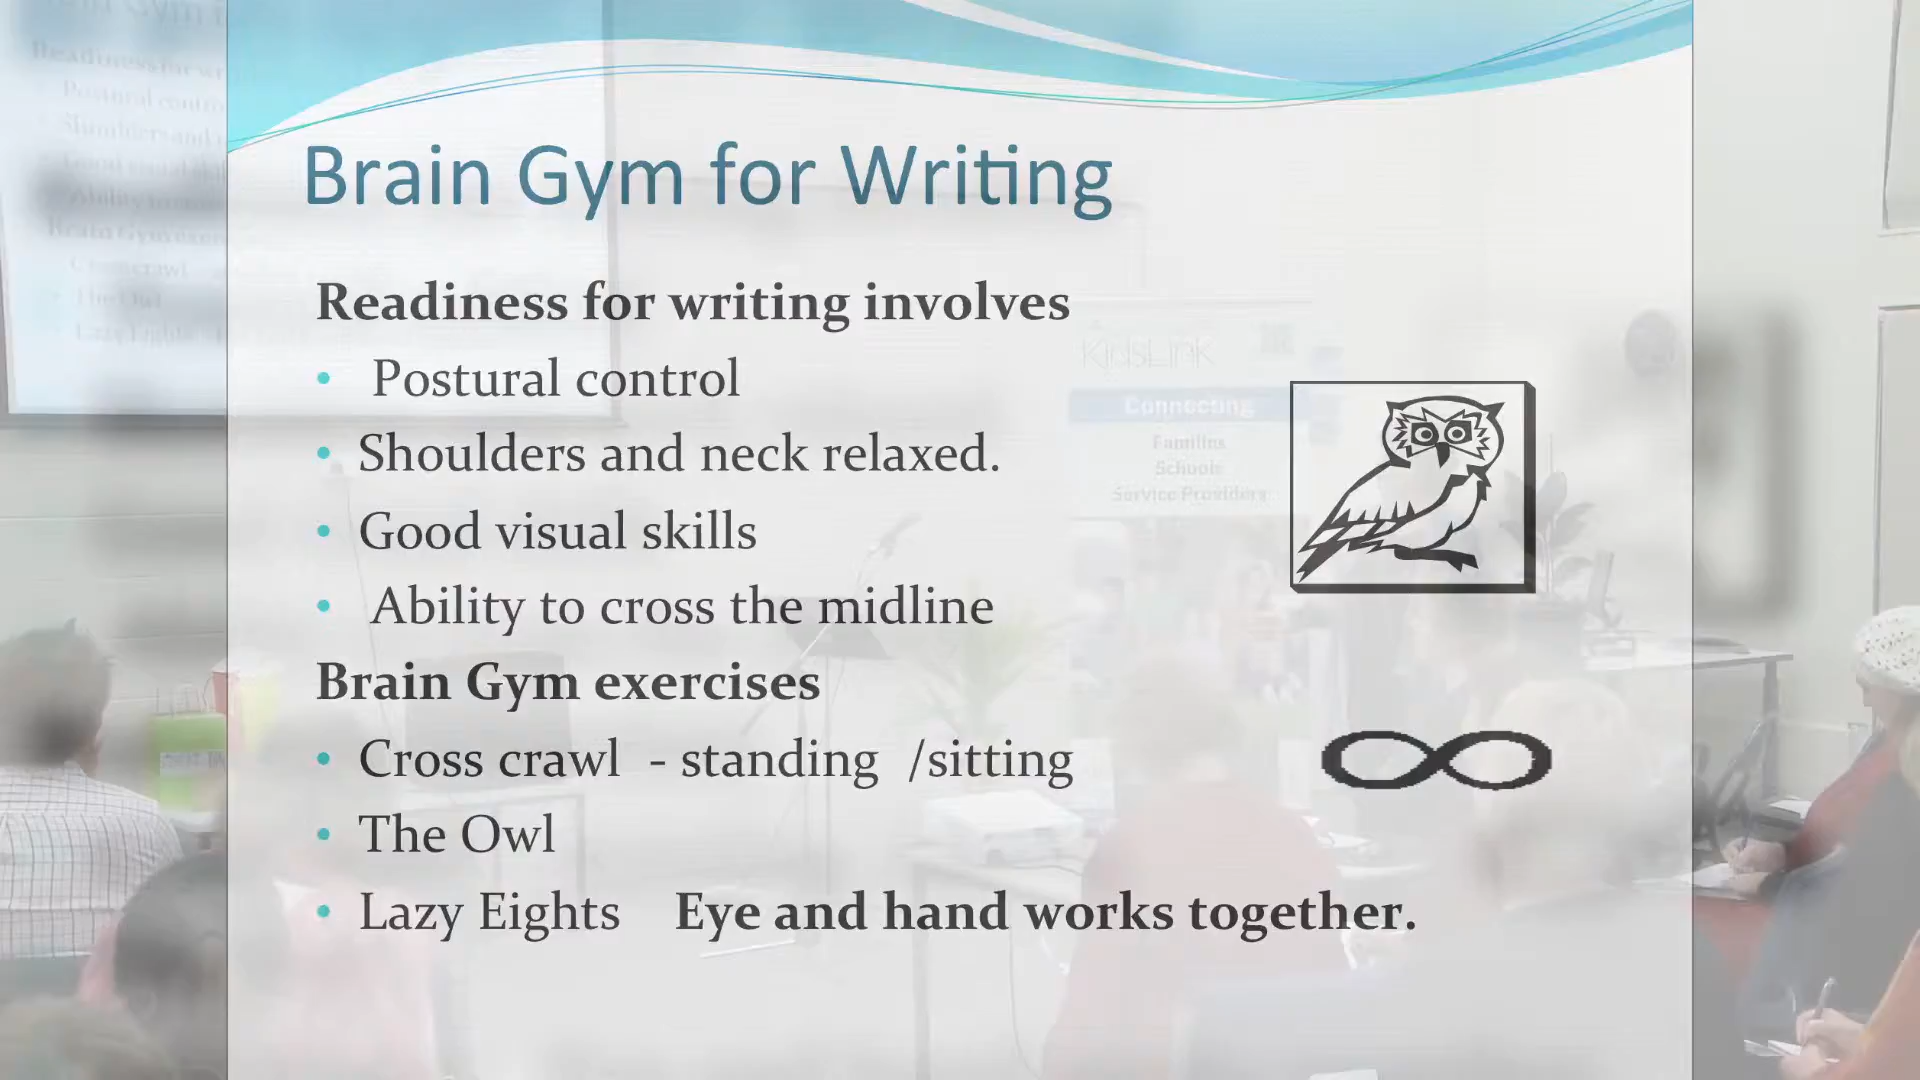 Brain Gym for Writing
Readiness for writing involves
• Postural control
• Shoulders and neck relaxed.
• Good visual skills
• Ability to cross the midline
Brain Gym exercises
• Cross crawl - standing /sitting
• The Owl
• Lazy Eights Eye and hand works together.
KidsLink
Connecting
Families
Schools
Service Providers